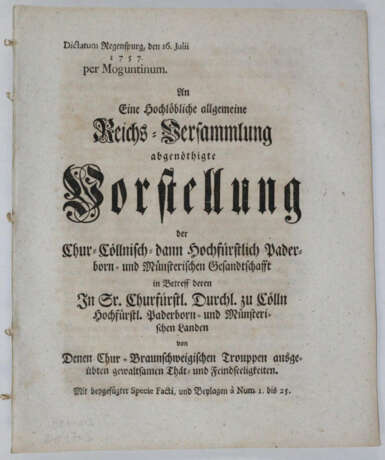 Dictatum Regenspurg, den 16. Julii
1757.
per Moguntinum.
An
Eine Hochlöbliche allgemeine
Reichs-Versammlung
abgenöthigte
Vorstellung
der
Chur-Cöllnisch- dann Hochfürstlich Pader-
born- und Münsterischen Gesandtschafft
in Betreff deren
In Sr. Churfürstl. Durchl. zu Cölln
Hochfürstl. Paderborn- und Münsteri-
schen Landen
von
Denen Chur-Braunschweigischen Trouppen ausge-
übten gewaltsamen Thät- und Feindseeligkeiten.
Mit beygefügter Specie Facti, und Beylagen à Num. 1. bis 25.